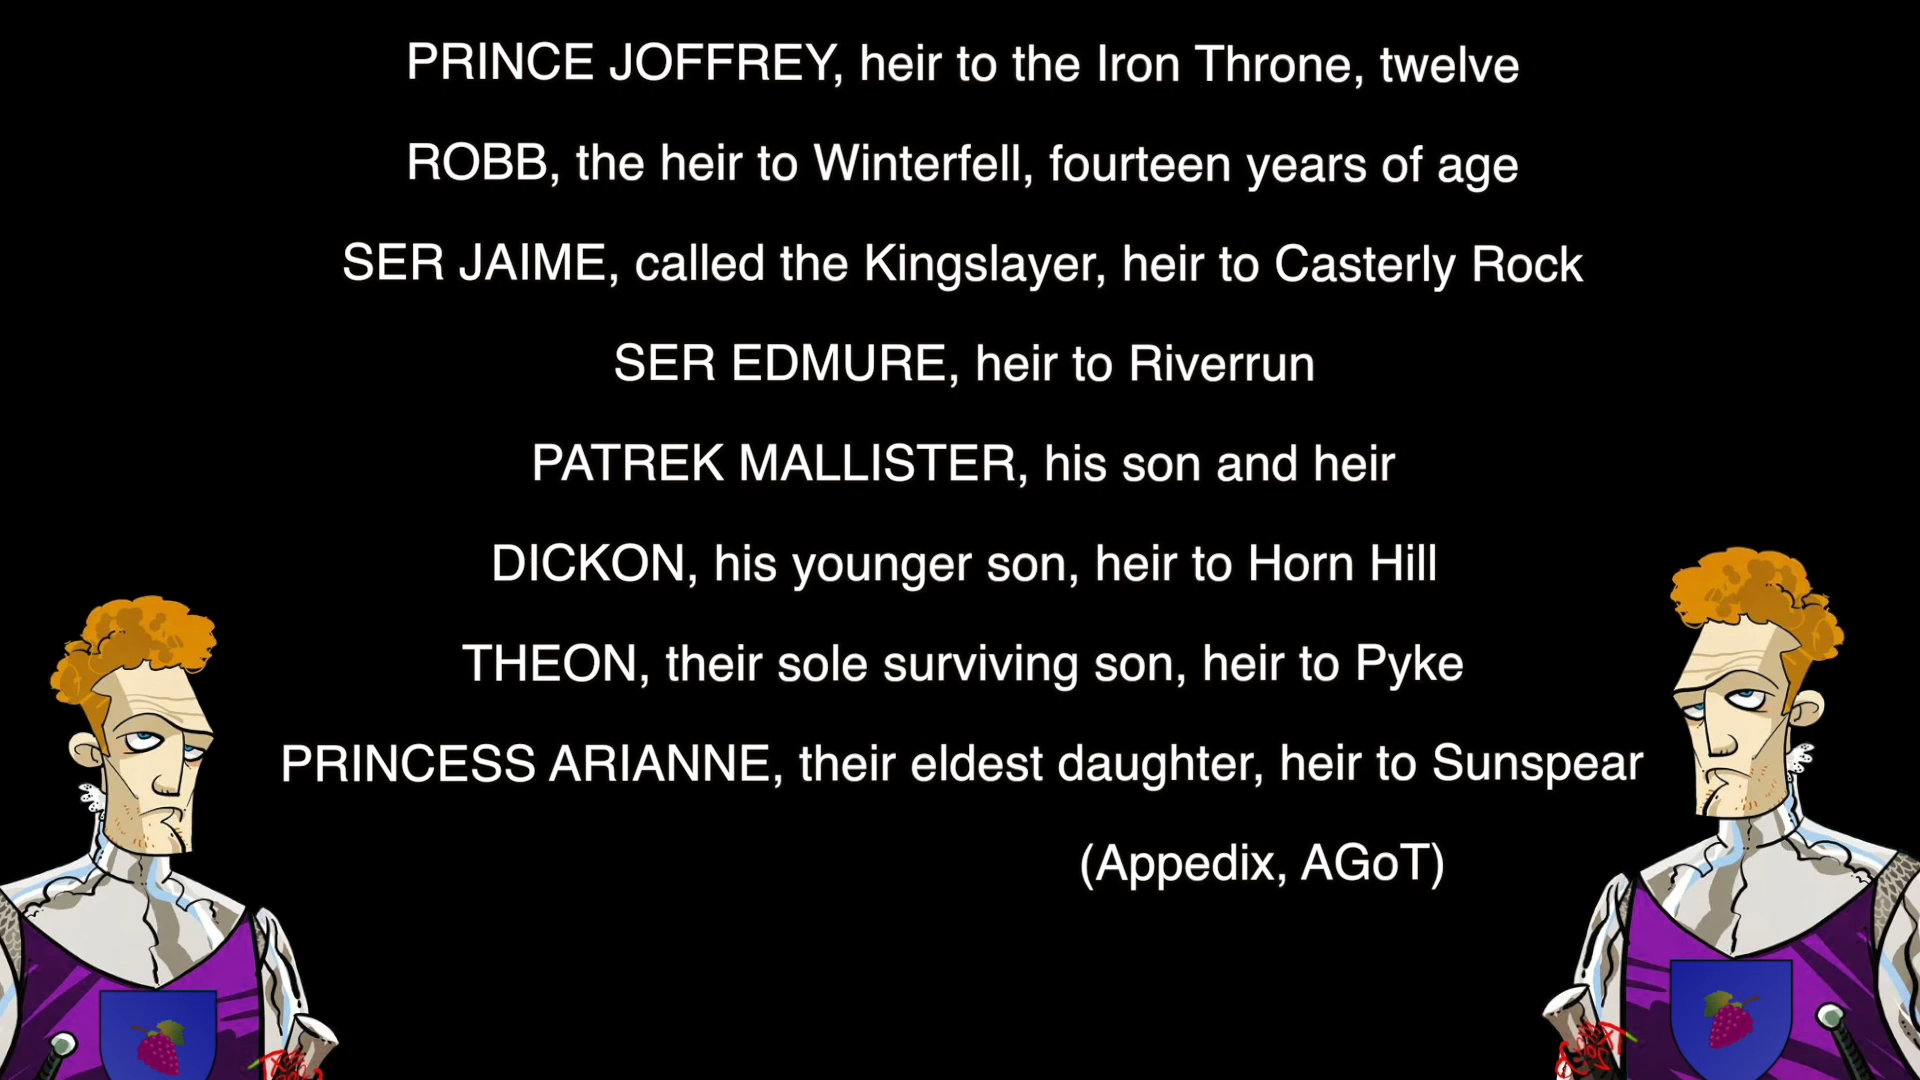 PRINCE JOFFREY, heir to the Iron Throne, twelve
ROBB, the heir to Winterfell, fourteen years of age
SER JAIME, called the Kingslayer, heir to Casterly Rock
SER EDMURE, heir to Riverrun
PATREK MALLISTER, his son and heir
DICKON, his younger son, heir to Horn Hill
THEON, their sole surviving son, heir to Pyke
PRINCESS ARIANNE, their eldest daughter, heir to Sunspear
(Appedix, AGoT)